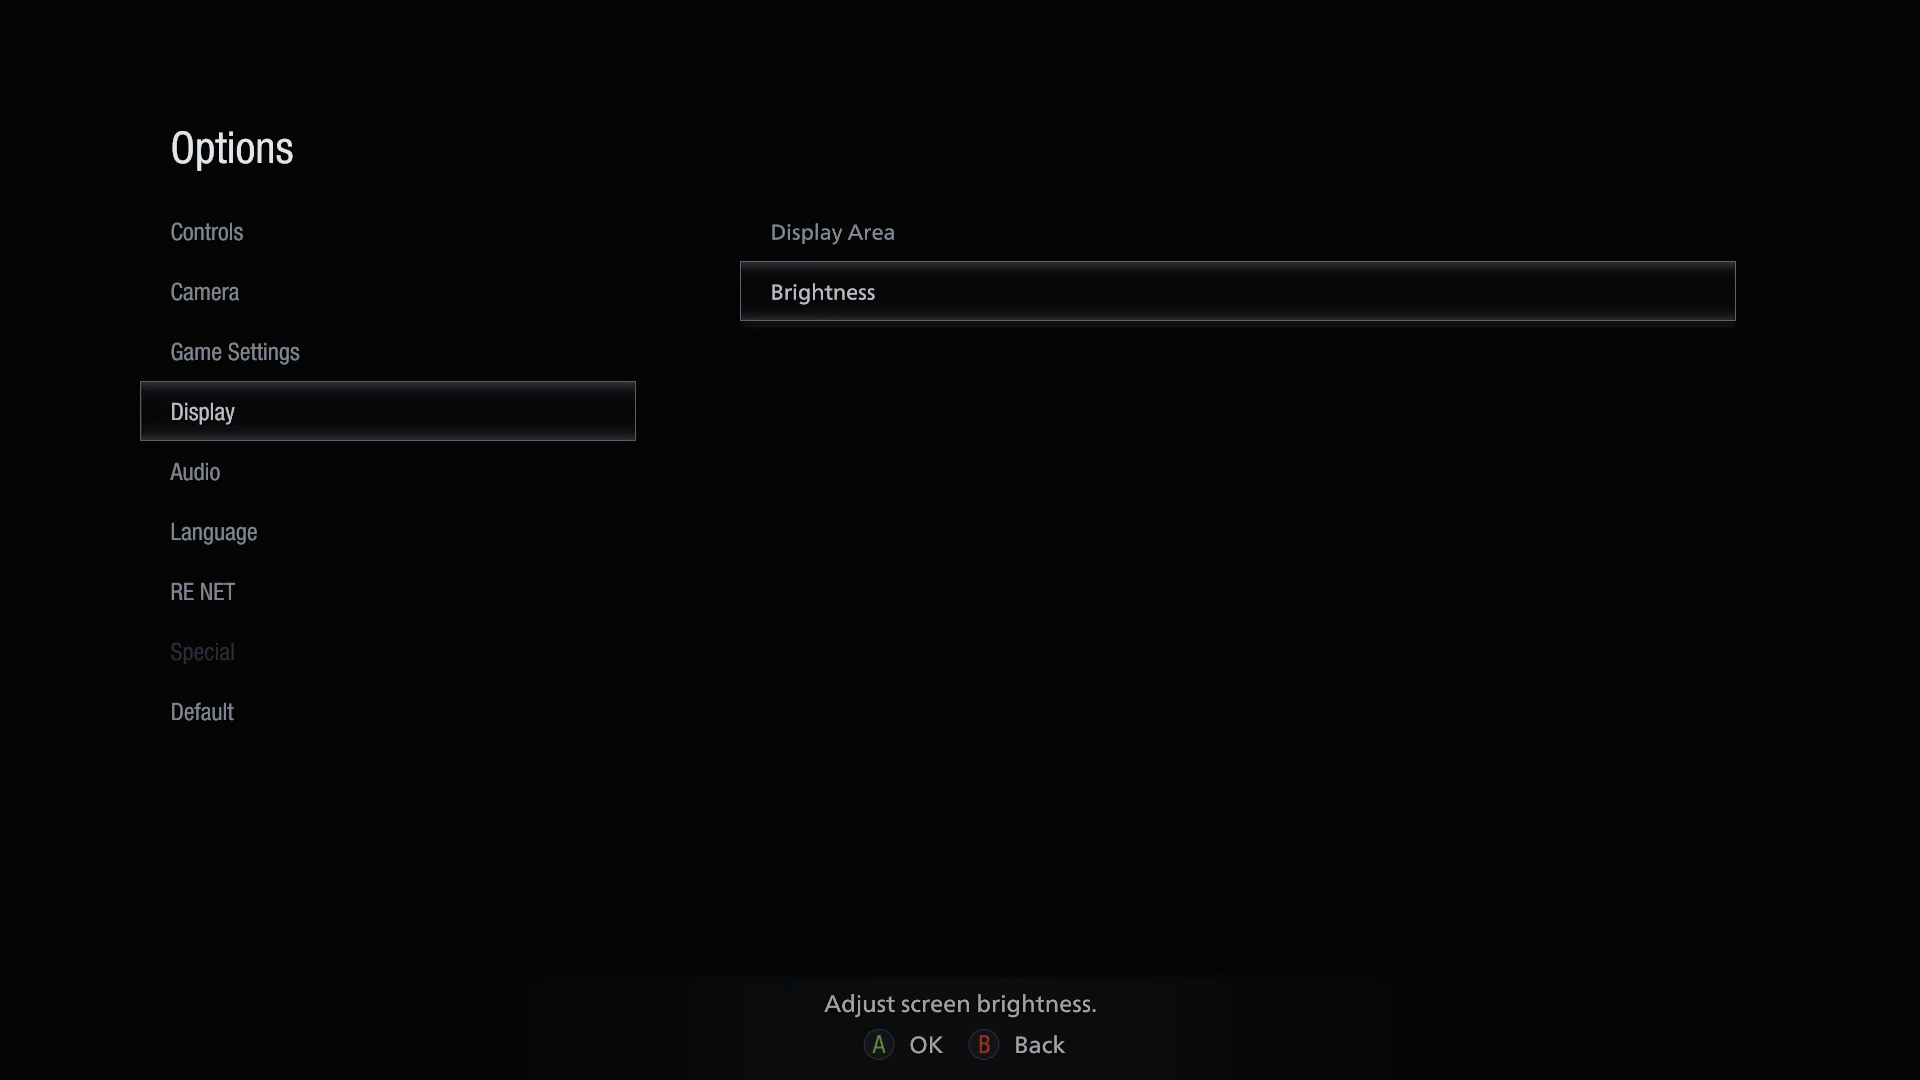 Options
Controls
Camera
Game Settings
Display
Audio
Language
RE NET
Special
Default
Display Area
Brightness
Adjust screen brightness.
A OK B Back